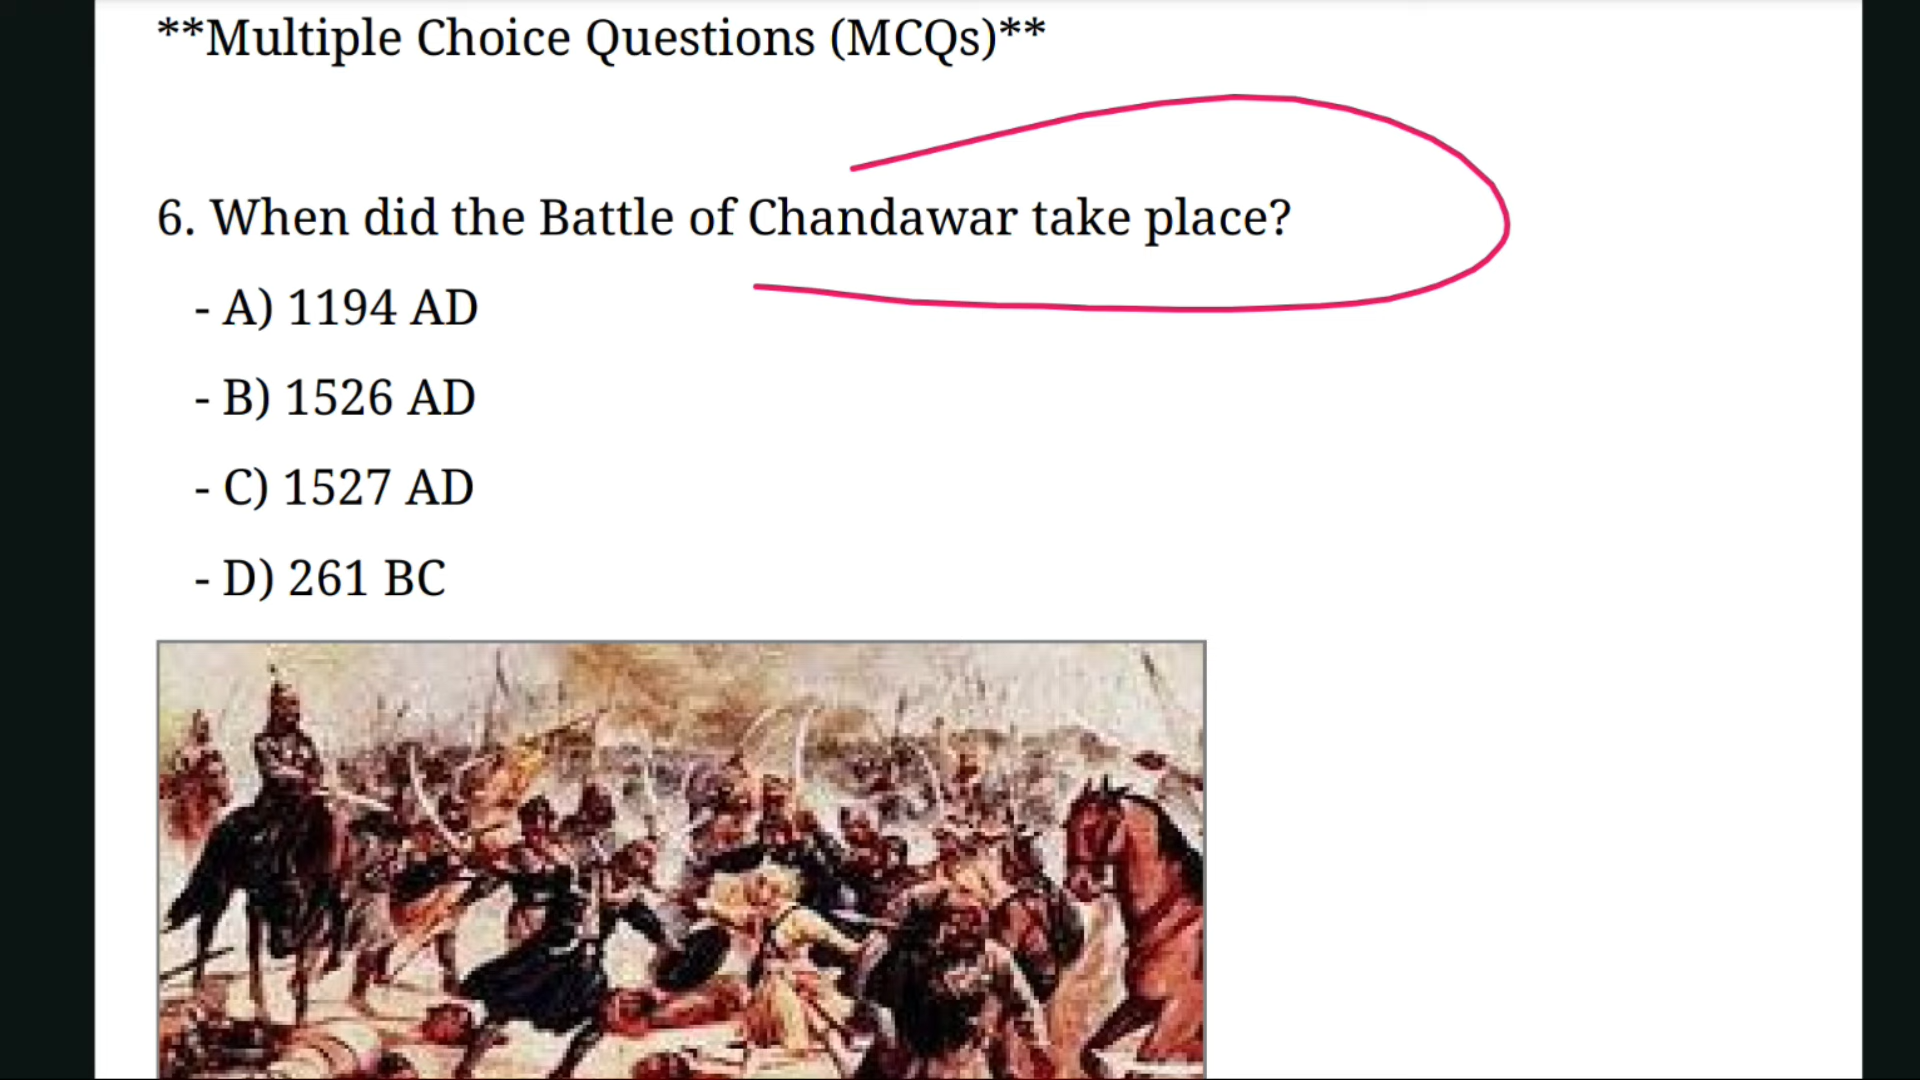 **Multiple Choice Questions (MCQs)**
6. When did the Battle of Chandawar take place?
- A) 1194 AD
- B) 1526 AD
- C) 1527 AD
- D) 261 BC